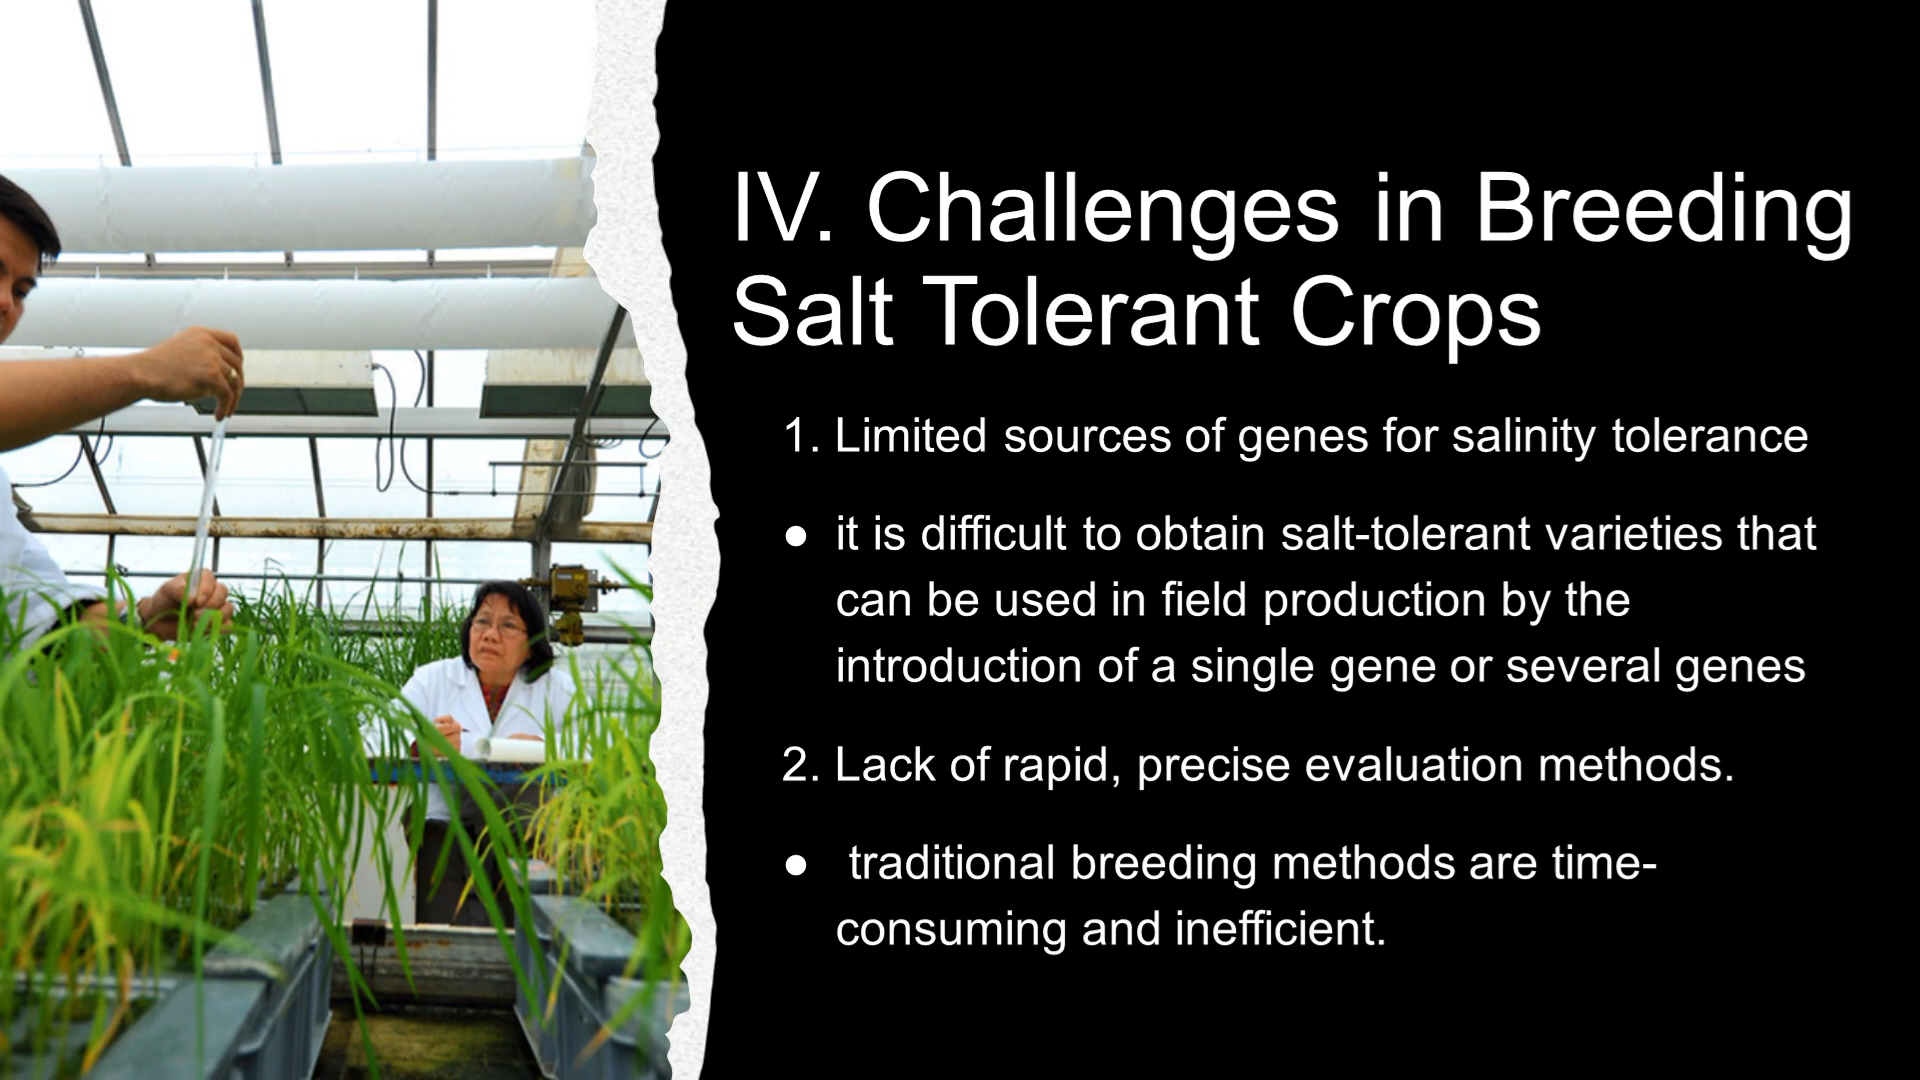 IV. Challenges in Breeding
Salt Tolerant Crops
1. Limited sources of genes for salinity tolerance
● it is difficult to obtain salt-tolerant varieties that
can be used in field production by the
introduction of a single gene or several genes
2. Lack of rapid, precise evaluation methods.
● traditional breeding methods are time-
consuming and inefficient.